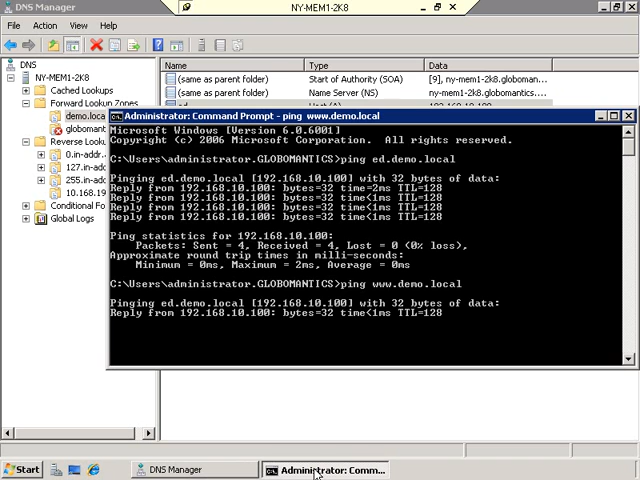 DNS Manager
NY-MEM1-2K8
File Action View Help
DNS
NY-MEM1-2K8
Cached Lookups
Forward Lookup Zones
demo.loca
globomant
Reverse Looku
0.in-addr.
127.in-add
255.in-add
10.168.19
Conditional Fo
Global Logs
Name Type Data
(same as parent folder) Start of Authority (SOA) [9], ny-mem1-2k8.globoman...
(same as parent folder) Name Server (NS) ny-mem1-2k8.globomantics....
ed Host (A) 192.168.10.100
Administrator: Command Prompt - ping www.demo.local
Microsoft Windows [Version 6.0.6001]
Copyright (c) 2006 Microsoft Corporation. All rights reserved.
C:\Users\administrator.GLOBOMANTICS>ping ed.demo.local
Pinging ed.demo.local [192.168.10.100] with 32 bytes of data:
Reply from 192.168.10.100: bytes=32 time=2ms TTL=128
Reply from 192.168.10.100: bytes=32 time<1ms TTL=128
Reply from 192.168.10.100: bytes=32 time<1ms TTL=128
Reply from 192.168.10.100: bytes=32 time<1ms TTL=128
Ping statistics for 192.168.10.100:
Packets: Sent = 4, Received = 4, Lost = 0 (0% loss),
Approximate round trip times in milli-seconds:
Minimum = 0ms, Maximum = 2ms, Average = 0ms
C:\Users\administrator.GLOBOMANTICS>ping www.demo.local
Pinging ed.demo.local [192.168.10.100] with 32 bytes of data:
Reply from 192.168.10.100: bytes=32 time<1ms TTL=128
Start DNS Manager Administrator: Comm...